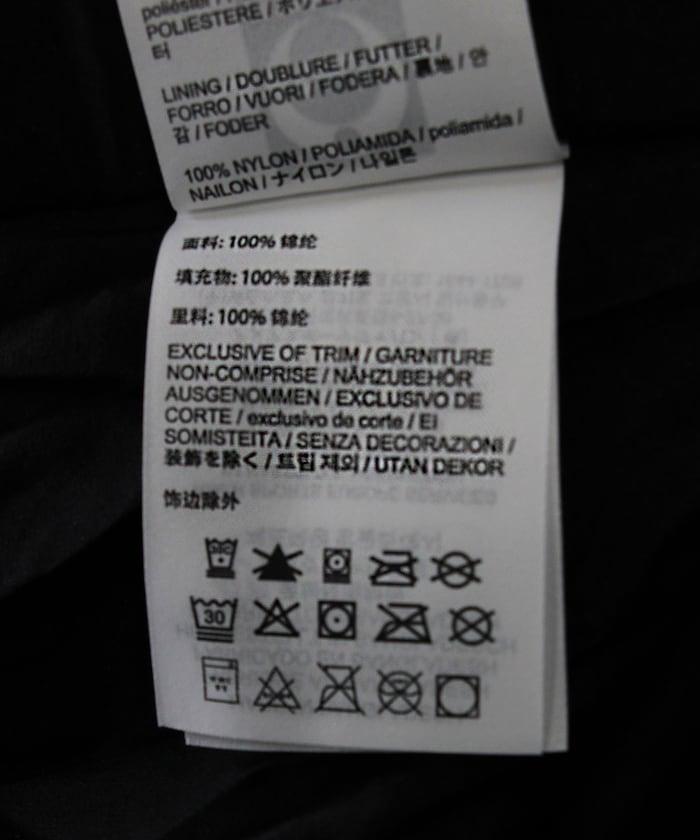 poliéster /
POLIESTERE / ポリエ
터
LINING / DOUBLURE / FUTTER /
FORRO / VUORI / FODERA / 裏地 / 안
감 / FODER
100% NYLON / POLIAMIDA / poliamida /
NAILON / ナイロン / 나일론
面料: 100% 锦纶
填充物: 100% 聚酯纤维
里料: 100% 锦纶
EXCLUSIVE OF TRIM / GARNITURE
NON-COMPRISE / NÄHZUBEHÖR
AUSGENOMMEN / EXCLUSIVO DE
CORTE / exclusivo de corte / Ei
SOMISTEITA / SENZA DECORAZIONI /
装飾を除く / 트림 제외 / UTAN DEKOR
饰边除外
30